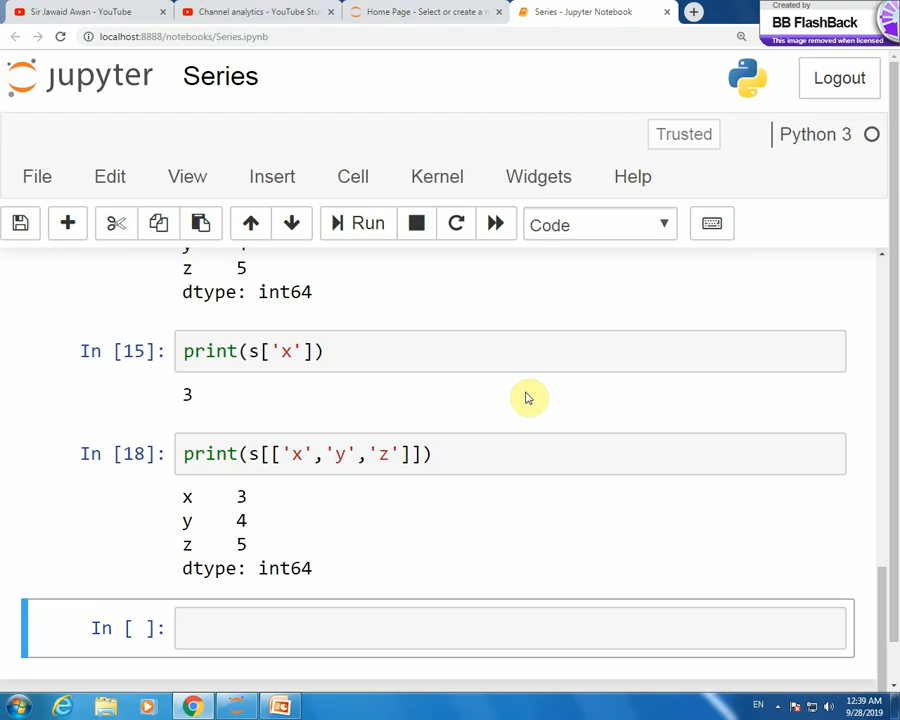 Sir Jawaid Awan - YouTube
Channel analytics - YouTube Stu
Home Page - Select or create a n
Series - Jupyter Notebook
Created by
BB FlashBack
This image removed when licensed
localhost:8888/notebooks/Series.ipynb
jupyter Series
Logout
Trusted
Python 3
File Edit View Insert Cell Kernel Widgets Help
Run Code
z 5
dtype: int64
In [15]: print(s['x'])
3
In [18]: print(s[['x','y','z']])
x 3
y 4
z 5
dtype: int64
In [ ]:
EN
12:39 AM
9/28/2019